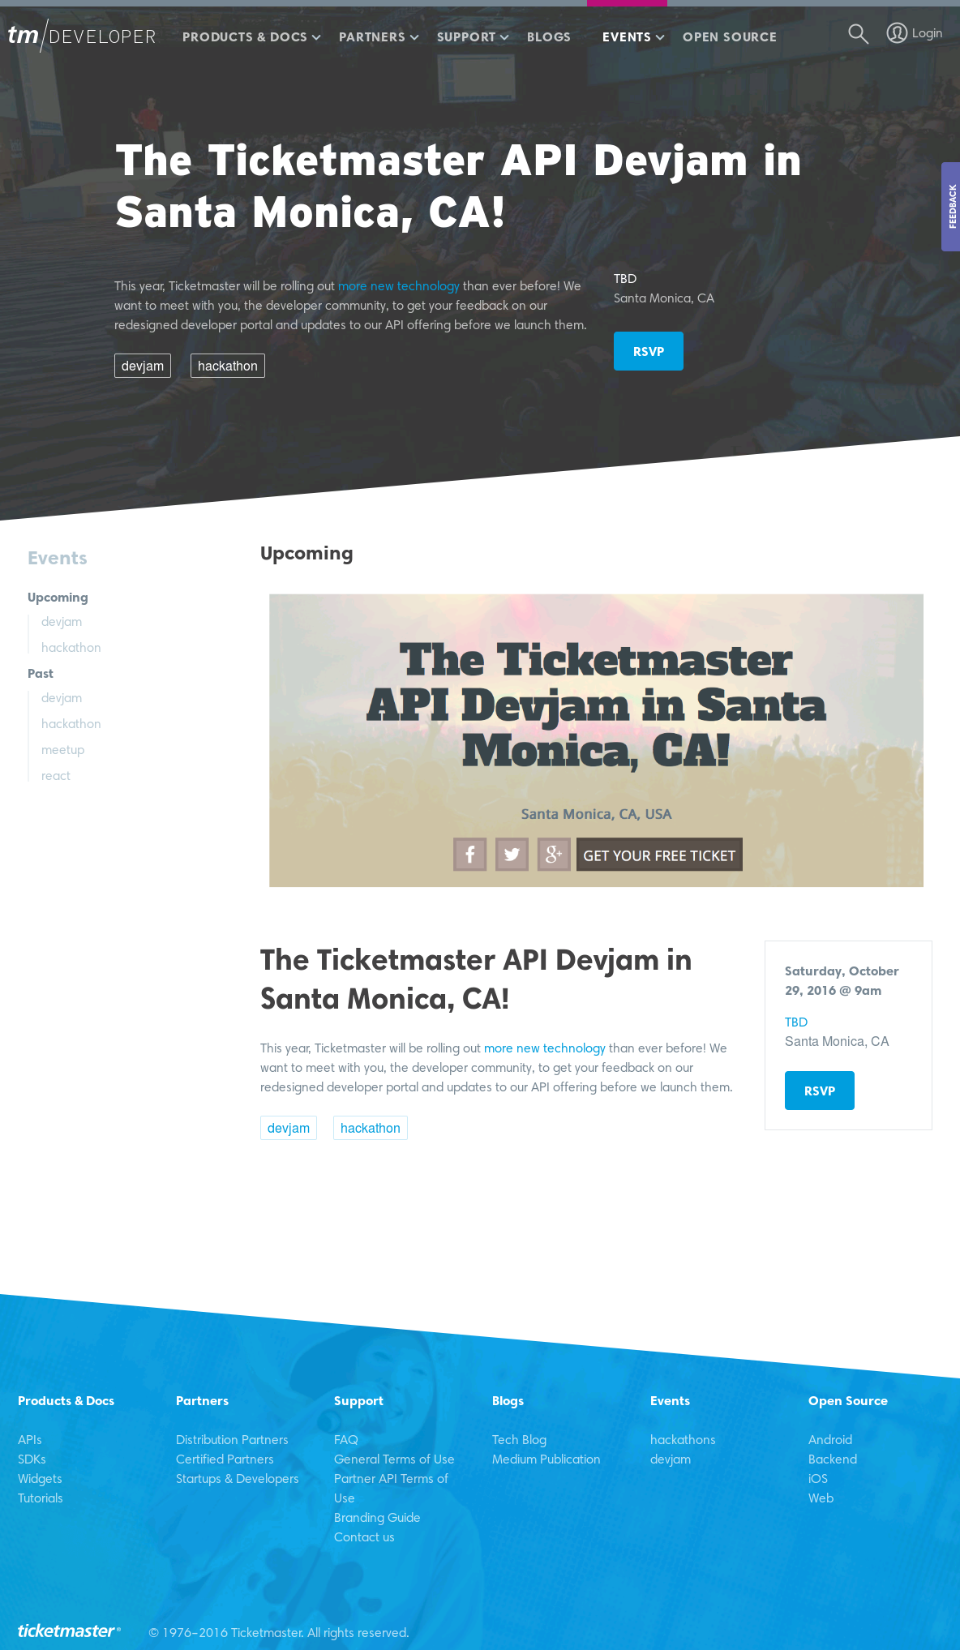 tm/DEVELOPER
PRODUCTS & DOCS
PARTNERS
SUPPORT
BLOGS
EVENTS
OPEN SOURCE
Login
The Ticketmaster API Devjam in
Santa Monica, CA!
FEEDBACK
This year, Ticketmaster will be rolling out more new technology than ever before! We
want to meet with you, the developer community, to get your feedback on our
redesigned developer portal and updates to our API offering before we launch them.
devjam
hackathon
TBD
Santa Monica, CA
RSVP
Events
Upcoming
devjam
hackathon
Past
devjam
hackathon
meetup
react
Upcoming
The Ticketmaster
API Devjam in Santa
Monica, CA!
Santa Monica, CA, USA
f
g+
GET YOUR FREE TICKET
The Ticketmaster API Devjam in
Santa Monica, CA!
This year, Ticketmaster will be rolling out more new technology than ever before! We
want to meet with you, the developer community, to get your feedback on our
redesigned developer portal and updates to our API offering before we launch them.
devjam
hackathon
Saturday, October
29, 2016 @ 9am
TBD
Santa Monica, CA
RSVP
Products & Docs
APIs
SDKs
Widgets
Tutorials
Partners
Distribution Partners
Certified Partners
Startups & Developers
Support
FAQ
General Terms of Use
Partner API Terms of
Use
Branding Guide
Contact us
Blogs
Tech Blog
Medium Publication
Events
hackathons
devjam
Open Source
Android
Backend
iOS
Web
ticketmaster®
© 1976–2016 Ticketmaster. All rights reserved.